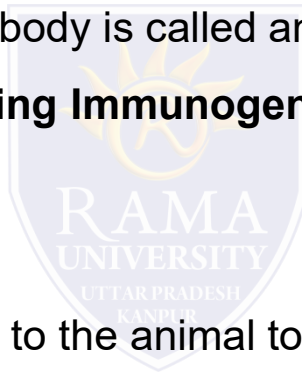 body is called an
ing Immunogen
RAMA
UNIVERSITY
UTTAR PRADESH
KANPUR
to the animal to